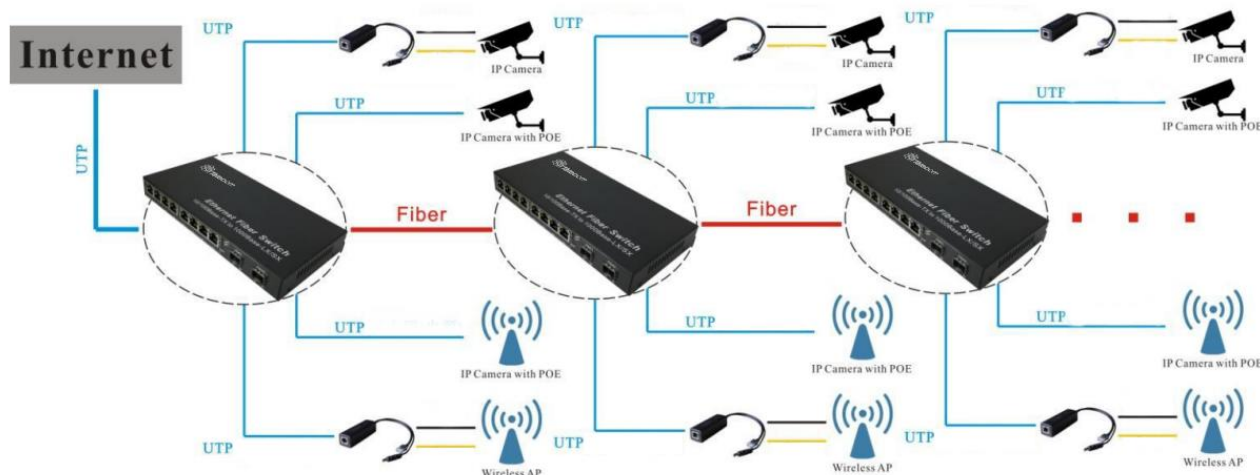 UTP
UTP
UTP
Internet
IP Camera
IP Camera
IP Camera
UTP
UTP
UTF
IP Camera with POE
IP Camera with POE
IP Camera with POE
UTP
Ethernet Fiber Switch
Ethernet Fiber Switch
Ethernet Fiber Switch
Fiber
Fiber
UTP
UTP
UTP
IP Camera with POE
IP Camera with POE
IP Camera with POE
UTP
UTP
UTP
Wireless AP
Wireless AP
Wireless AP